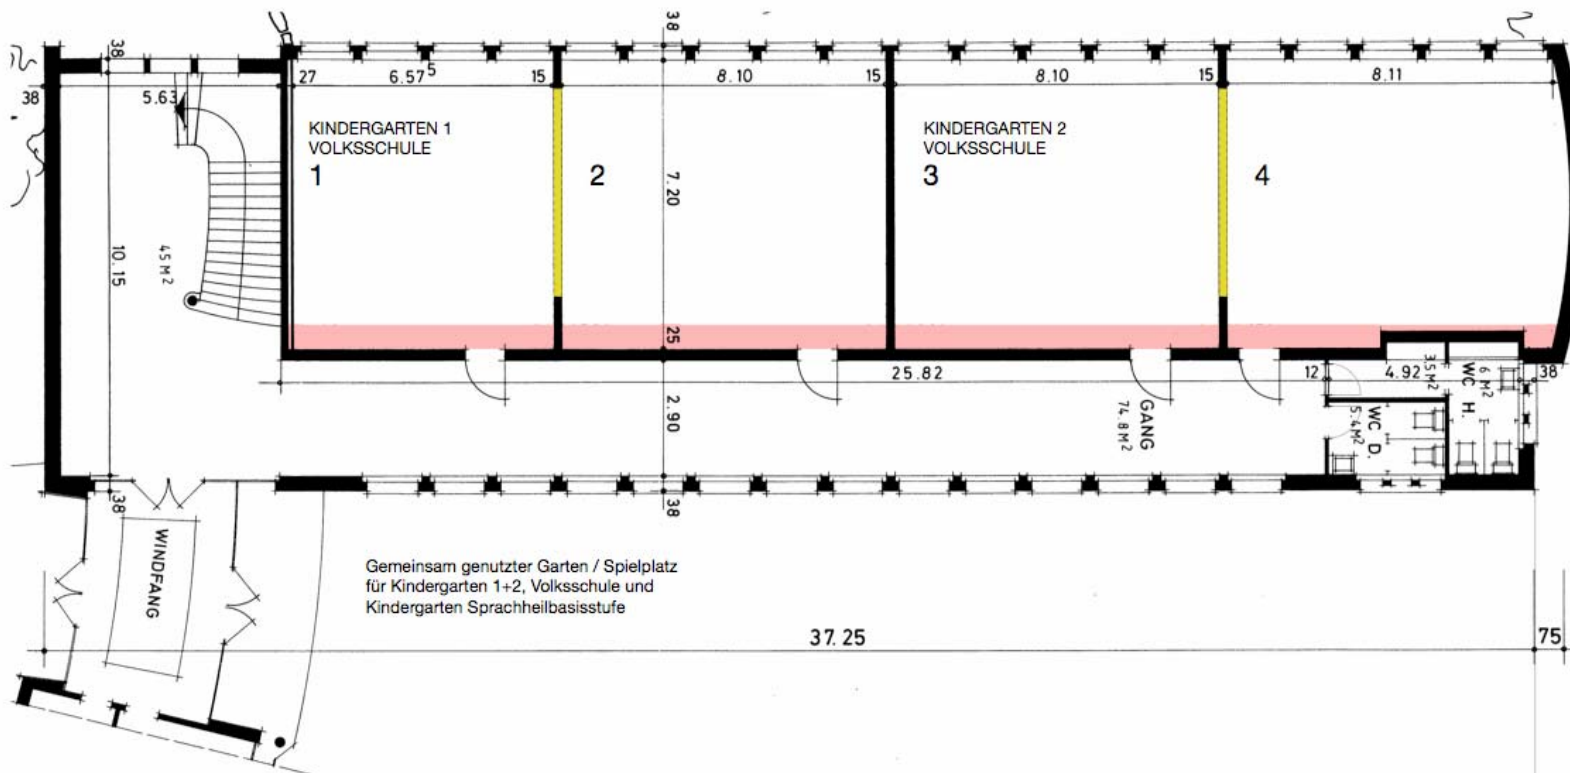 38
38
27
6.57⁵
15
8.10
15
8.10
15
8.11
38
5.63
KINDERGARTEN 1
VOLKSSCHULE
1
2
KINDERGARTEN 2
VOLKSSCHULE
3
4
7.20
10.15
45 M2
25
25.82
12
4.92
38
3.5 M2
6 M2
WC H.
2.90
GANG
74.8 M2
WC D.
5.4 M2
38
38
WINDFANG
Gemeinsam genutzter Garten / Spielplatz
für Kindergarten 1+2, Volksschule und
Kindergarten Sprachheilbasisstufe
37.25
75